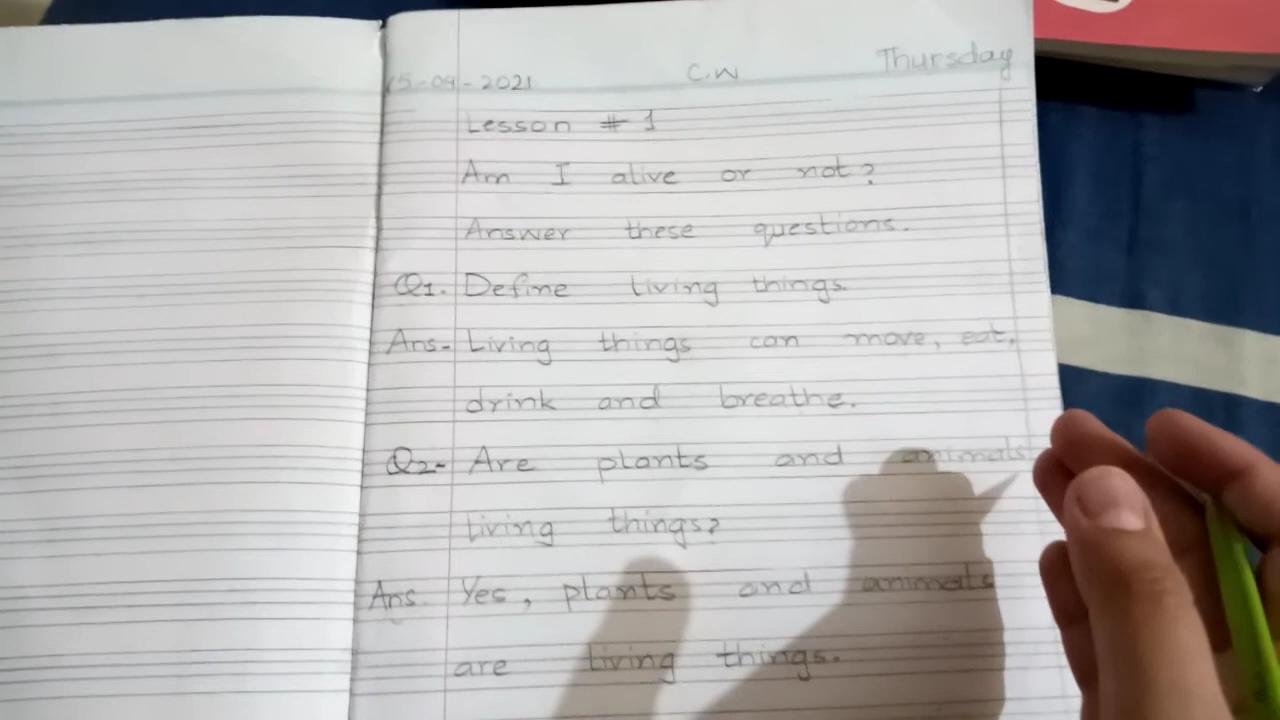 15-04-2021 C.W Thursday
Lesson # 1
Am I alive or not?
Answer these questions.
Q1. Define living things.
Ans- Living things can move, eat,
drink and breathe.
Q2- Are plants and animals
living things?
Ans. Yes, plants and animals
are living things.